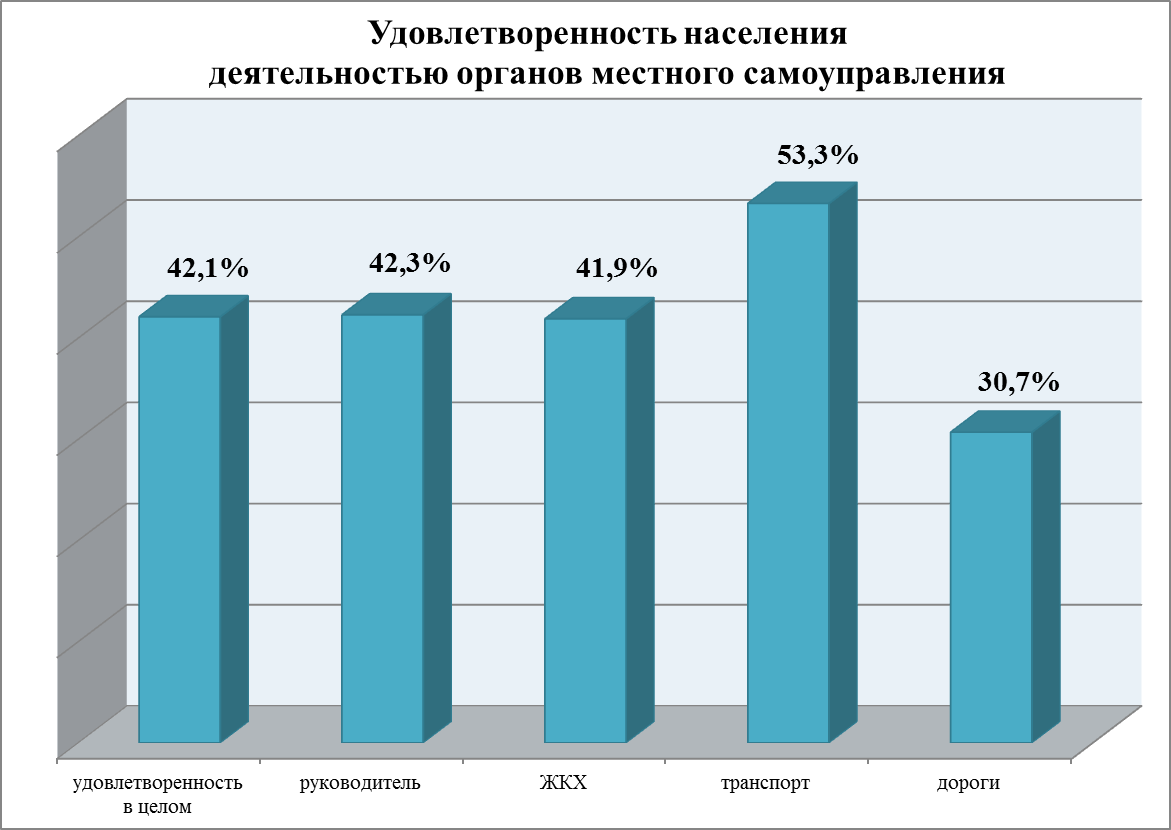 Удовлетворенность населения
деятельностью органов местного самоуправления
53,3%
42,1%
42,3%
41,9%
30,7%
удовлетворенность
в целом
руководитель
ЖКХ
транспорт
дороги